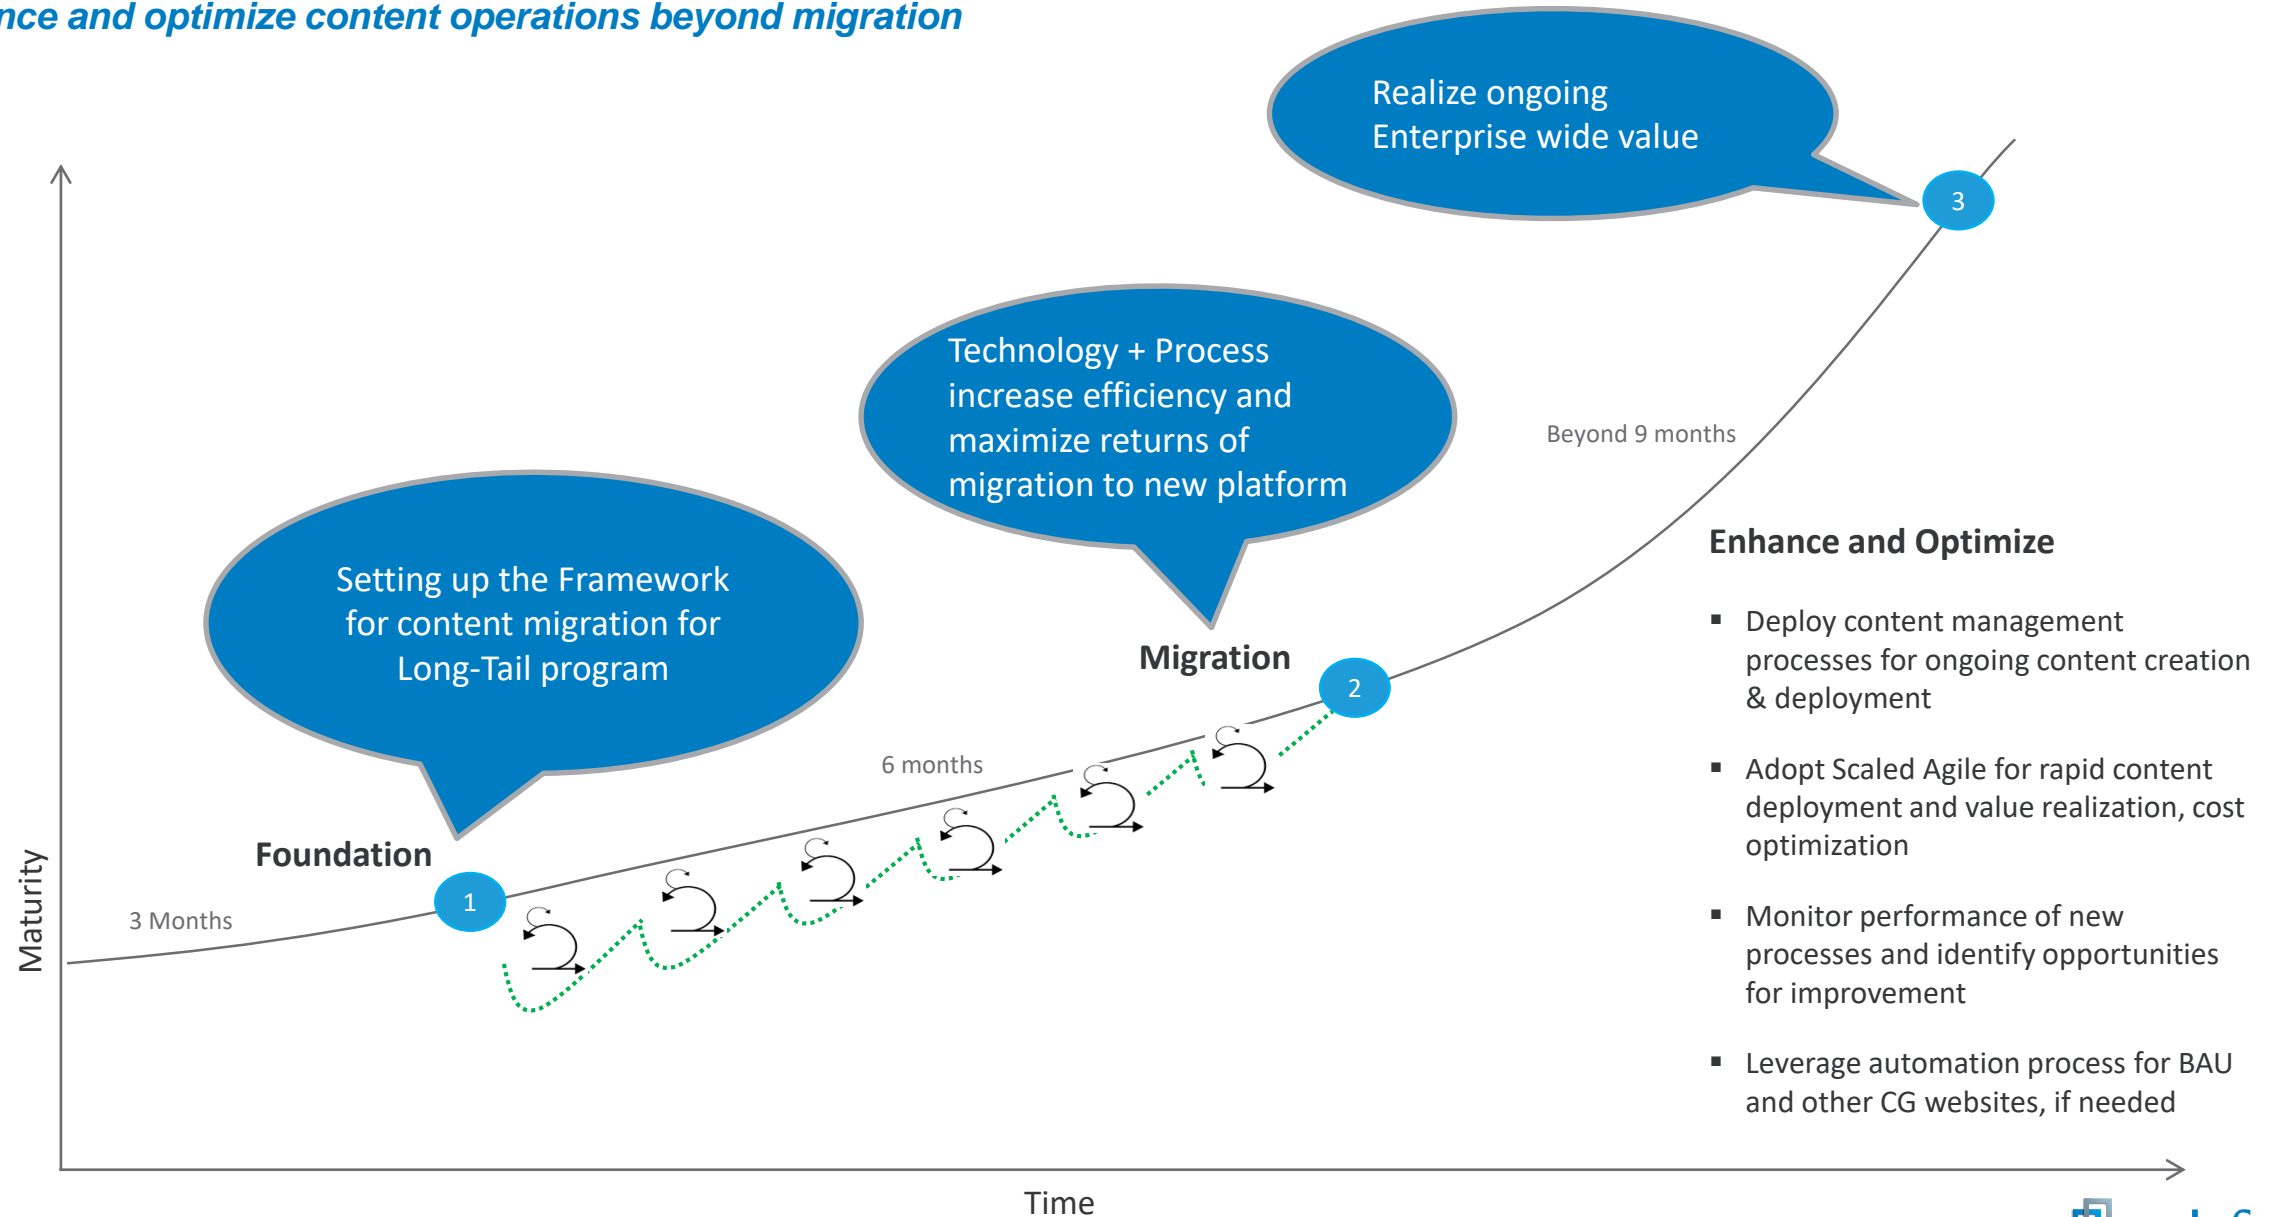 and optimize content operations beyond migration
Realize ongoing
Enterprise wide value
3
Technology + Process
increase efficiency and
maximize returns of
migration to new platform
Beyond 9 months
Setting up the Framework
for content migration for
Long-Tail program
Enhance and Optimize
▪ Deploy content management
processes for ongoing content creation
& deployment
▪ Adopt Scaled Agile for rapid content
deployment and value realization, cost
optimization
▪ Monitor performance of new
processes and identify opportunities
for improvement
▪ Leverage automation process for BAU
and other CG websites, if needed
Migration
2
6 months
Foundation
1
3 Months
Maturity
Time